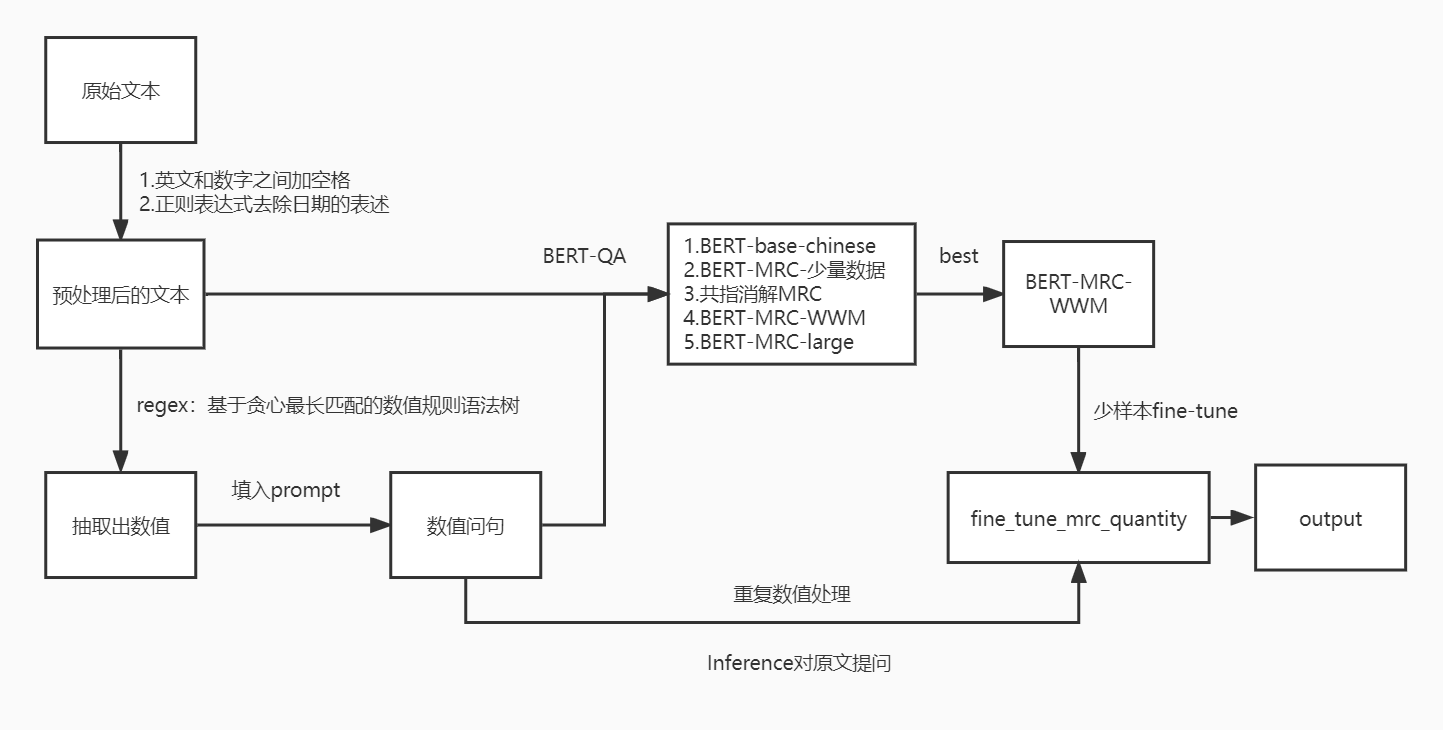 原始文本
1.英文和数字之间加空格
2.正则表达式去除日期的表述
预处理后的文本
BERT-QA
1.BERT-base-chinese
2.BERT-MRC-少量数据
3.共指消解MRC
4.BERT-MRC-WWM
5.BERT-MRC-large
best
BERT-MRC-
WWM
regex：基于贪心最长匹配的数值规则语法树
少样本fine-tune
抽取出数值
填入prompt
数值问句
fine_tune_mrc_quantity
output
重复数值处理
Inference对原文提问